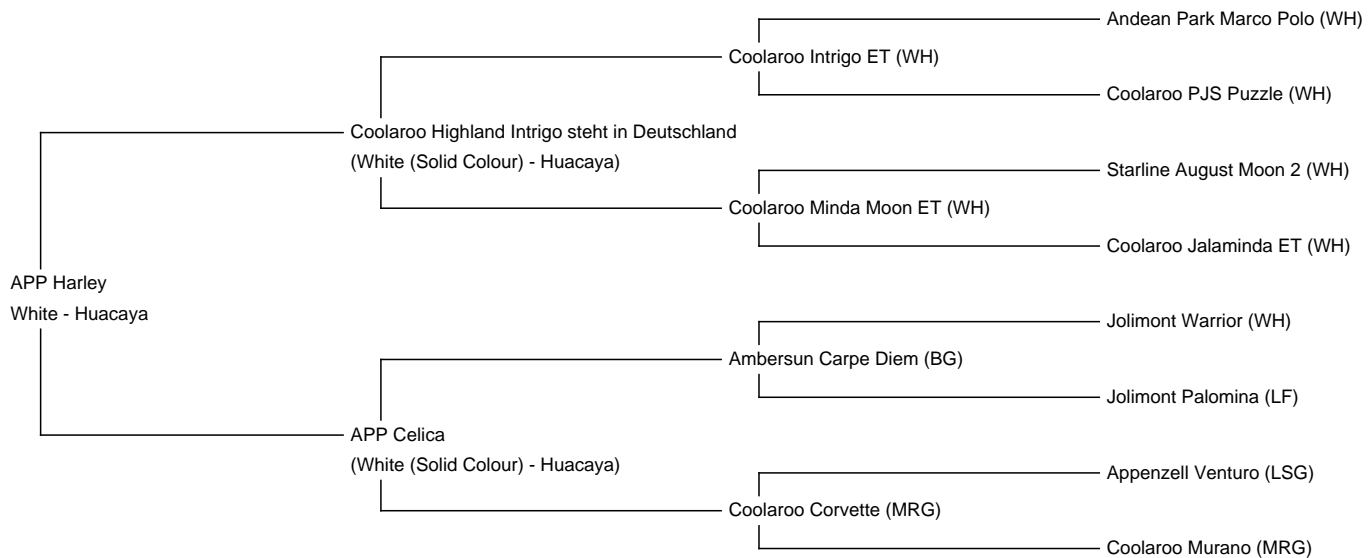 Andean Park Marco Polo (WH)
Coolaroo Intrigo ET (WH)
Coolaroo PJS Puzzle (WH)
Coolaroo Highland Intrigo steht in Deutschland
(White (Solid Colour) - Huacaya)
Starline August Moon 2 (WH)
Coolaroo Minda Moon ET (WH)
Coolaroo Jalaminda ET (WH)
APP Harley
White - Huacaya
Jolimont Warrior (WH)
Ambersun Carpe Diem (BG)
Jolimont Palomina (LF)
APP Celica
(White (Solid Colour) - Huacaya)
Appenzell Venturo (LSG)
Coolaroo Corvette (MRG)
Coolaroo Murano (MRG)